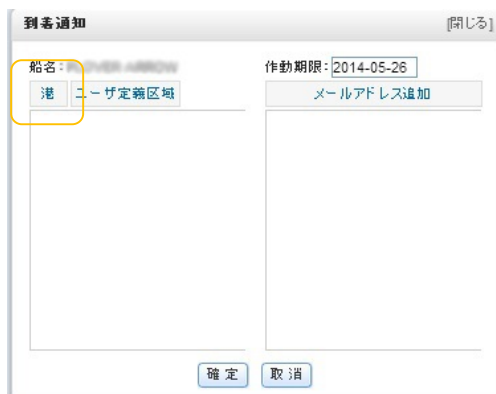 到着通知 [閉じる]
船名: 作動期限: 2014-05-26
港 ユーザ定義区域 メールアドレス追加
確定 取消